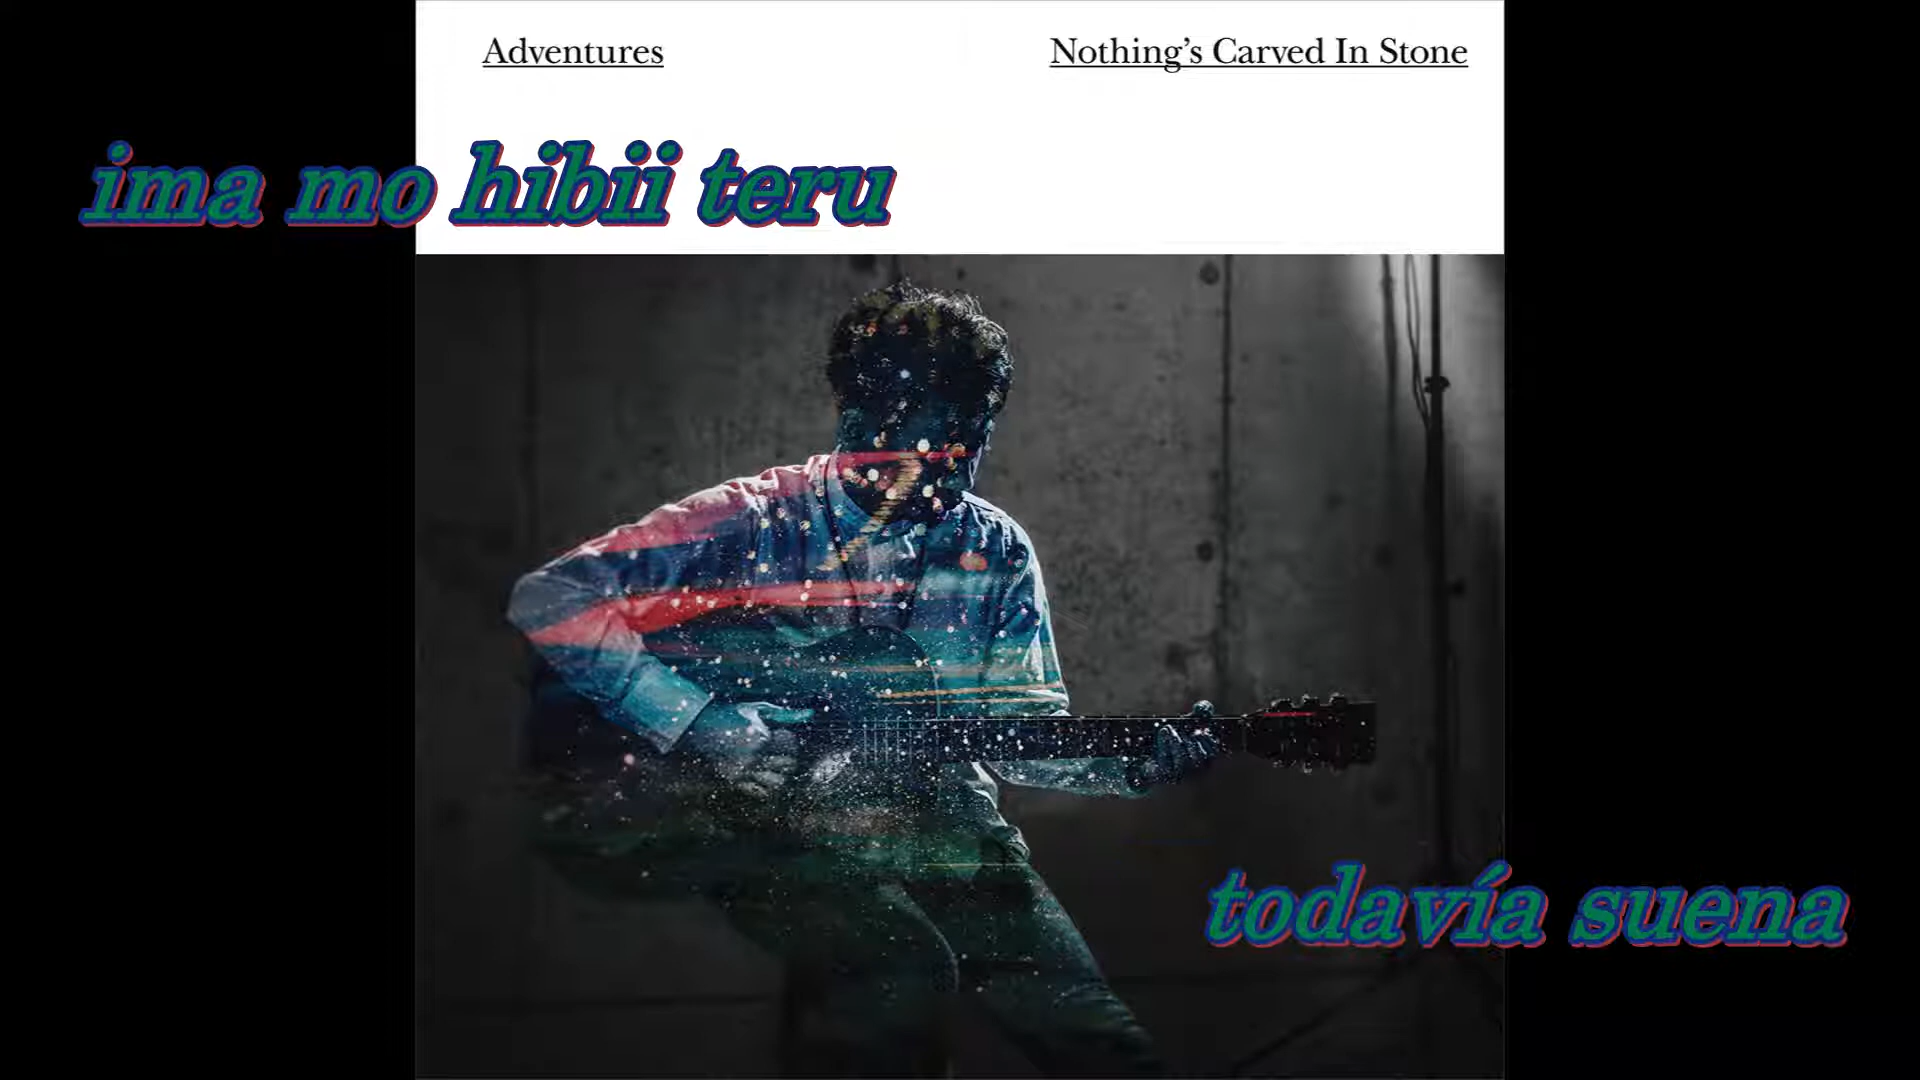 Adventures
Nothing’s Carved In Stone
ima mo hibii teru
todavía suena